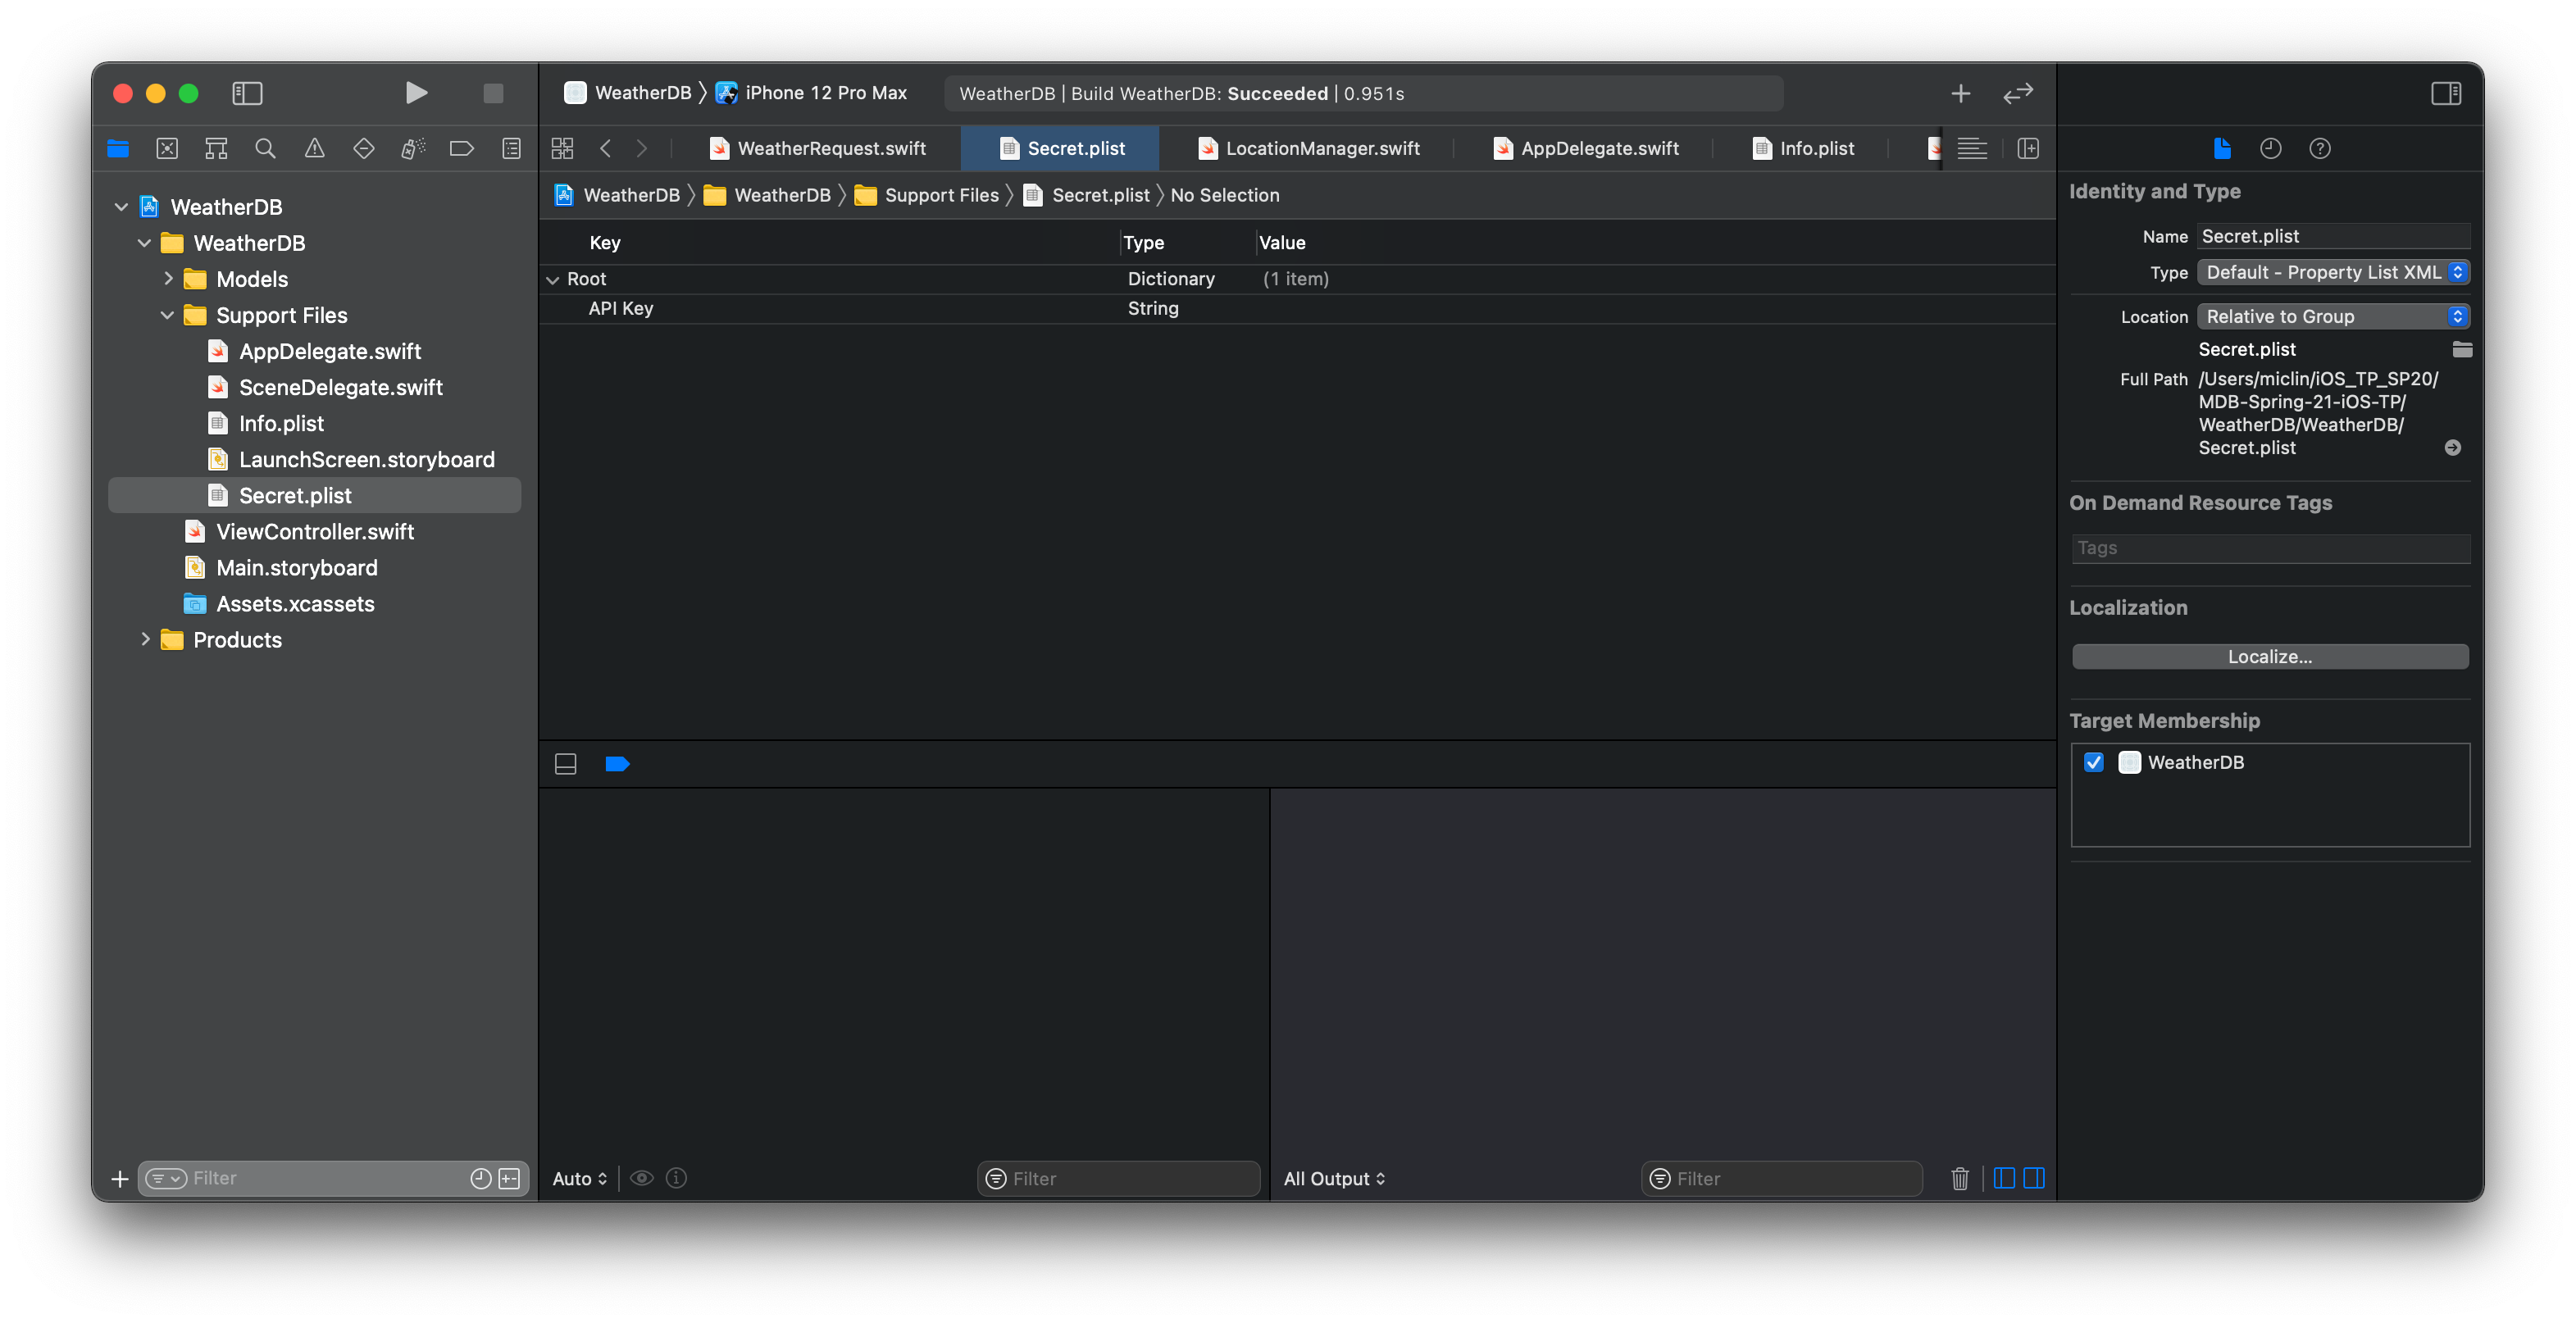 WeatherDB 〉 iPhone 12 Pro Max
WeatherDB | Build WeatherDB: Succeeded | 0.951s
WeatherRequest.swift
Secret.plist
LocationManager.swift
AppDelegate.swift
Info.plist
WeatherDB 〉 WeatherDB 〉 Support Files 〉 Secret.plist 〉 No Selection
WeatherDB
WeatherDB
Models
Support Files
AppDelegate.swift
SceneDelegate.swift
Info.plist
LaunchScreen.storyboard
Secret.plist
ViewController.swift
Main.storyboard
Assets.xcassets
Products
Filter
Key Type Value
Root Dictionary (1 item)
API Key String
Auto
Filter
All Output
Filter
Identity and Type
Name Secret.plist
Type Default - Property List XML
Location Relative to Group
Secret.plist
Full Path /Users/miclin/iOS_TP_SP20/
MDB-Spring-21-iOS-TP/
WeatherDB/WeatherDB/
Secret.plist
On Demand Resource Tags
Tags
Localization
Localize...
Target Membership
WeatherDB